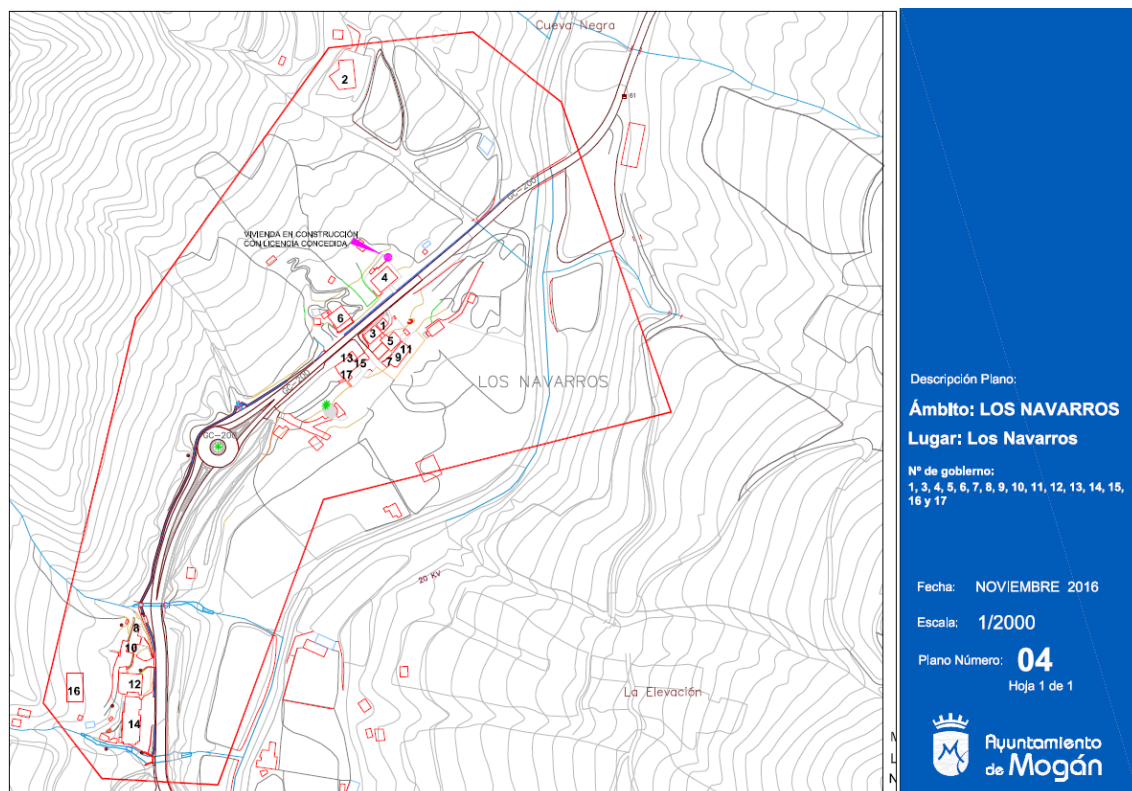 Cueva Negra
2
61
GC-200
VIVIENDA EN CONSTRUCCIÓN
CON LICENCIA CONCEDIDA
4
6
1
3
5
11
9
7
13
15
17
GC-200
LOS NAVARROS
GC-200
20 KV
8
10
12
16
14
La Elevación
M
L
N
Descripción Plano:
Ámbito: LOS NAVARROS
Lugar: Los Navarros
Nº de gobierno:
1, 3, 4, 5, 6, 7, 8, 9, 10, 11, 12, 13, 14, 15,
16 y 17
Fecha: NOVIEMBRE 2016
Escala: 1/2000
Plano Número: 04
Hoja 1 de 1
Ayuntamiento
de Mogán